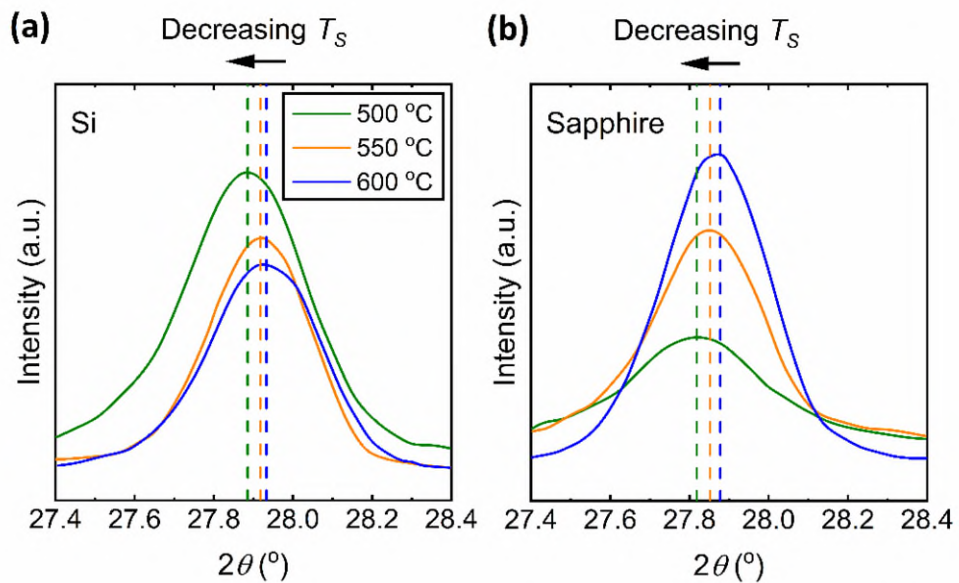 (a)
Decreasing T_S
Si
500 °C
550 °C
600 °C
Intensity (a.u.)
27.4 27.6 27.8 28.0 28.2 28.4
2θ (°)
(b)
Decreasing T_S
Sapphire
Intensity (a.u.)
27.4 27.6 27.8 28.0 28.2 28.4
2θ (°)